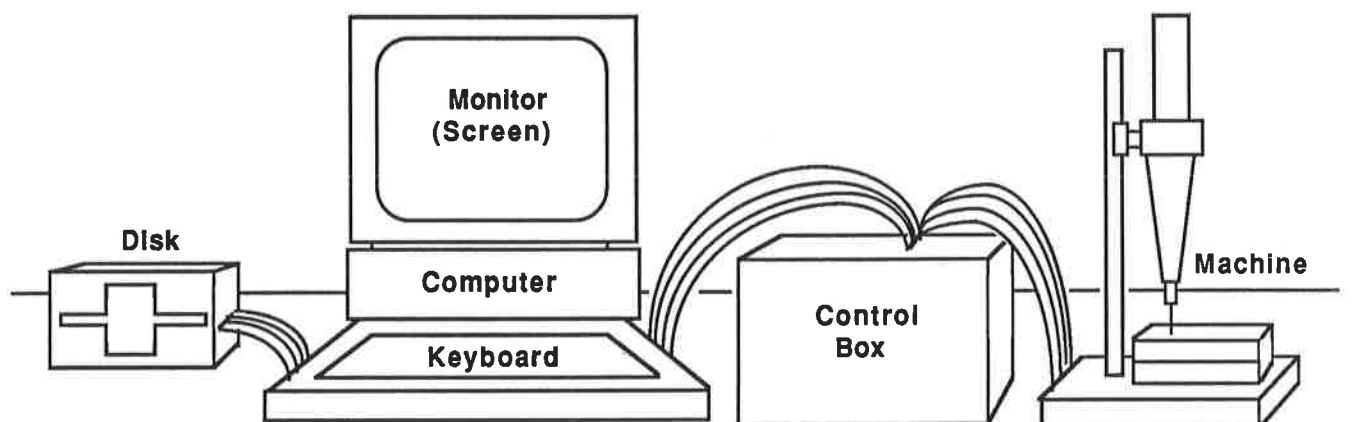 Monitor
(Screen)
Disk
Computer
Keyboard
Control
Box
Machine